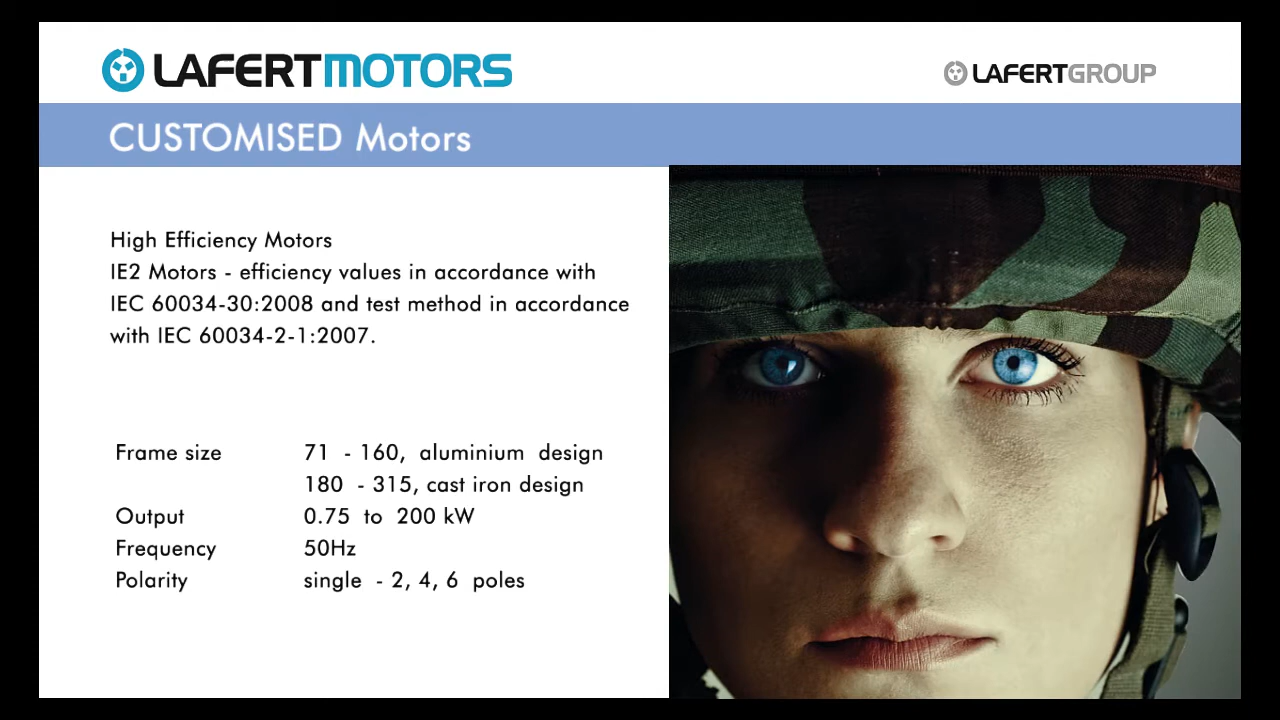 LAFERTMOTORS
LAFERTGROUP
CUSTOMISED Motors
High Efficiency Motors
IE2 Motors - efficiency values in accordance with
IEC 60034-30:2008 and test method in accordance
with IEC 60034-2-1:2007.
Frame size 71 - 160, aluminium design
180 - 315, cast iron design
Output 0.75 to 200 kW
Frequency 50Hz
Polarity single - 2, 4, 6 poles